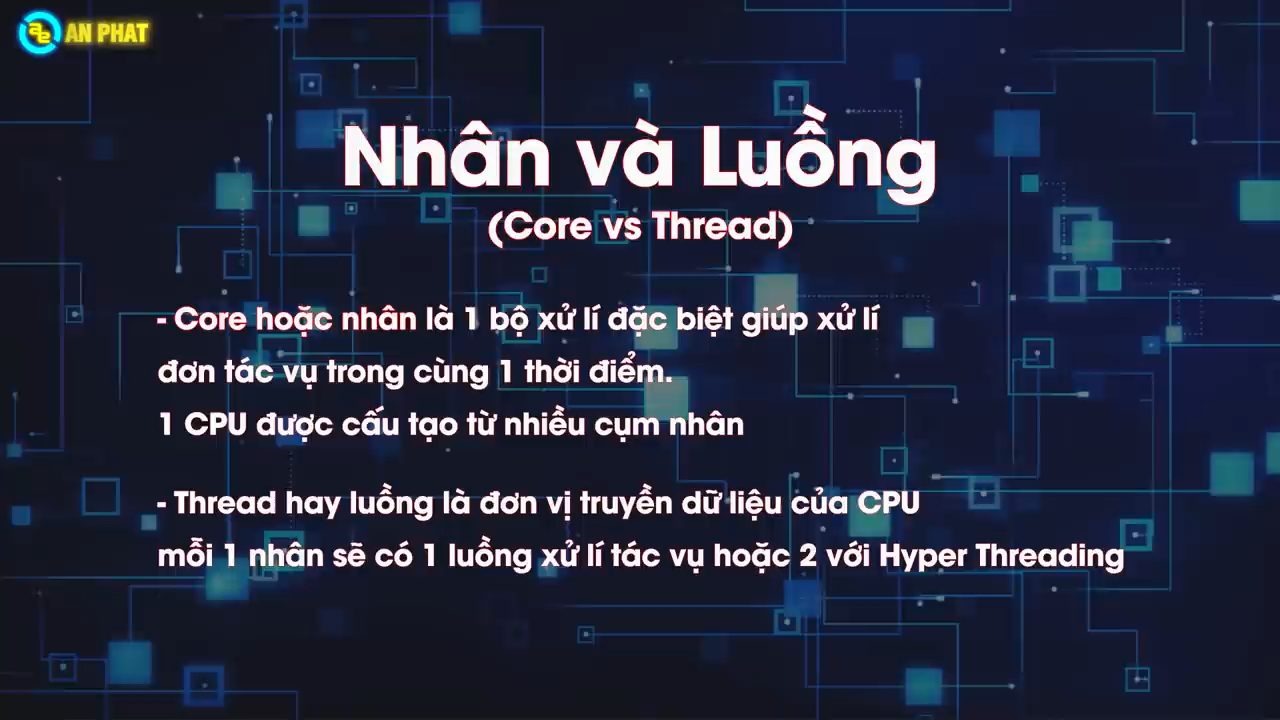 AN PHAT
Nhân và Luồng
(Core vs Thread)
- Core hoặc nhân là 1 bộ xử lí đặc biệt giúp xử lí
đơn tác vụ trong cùng 1 thời điểm.
1 CPU được cấu tạo từ nhiều cụm nhân
- Thread hay luồng là đơn vị truyền dữ liệu của CPU
mỗi 1 nhân sẽ có 1 luồng xử lí tác vụ hoặc 2 với Hyper Threading